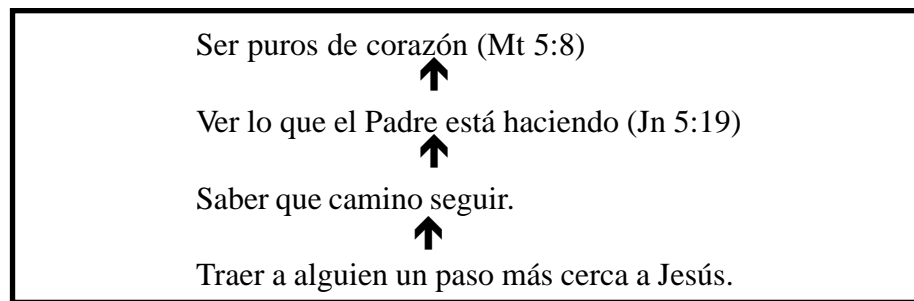 Ser puros de corazón (Mt 5:8)
Ver lo que el Padre está haciendo (Jn 5:19)
Saber que camino seguir.
Traer a alguien un paso más cerca a Jesús.